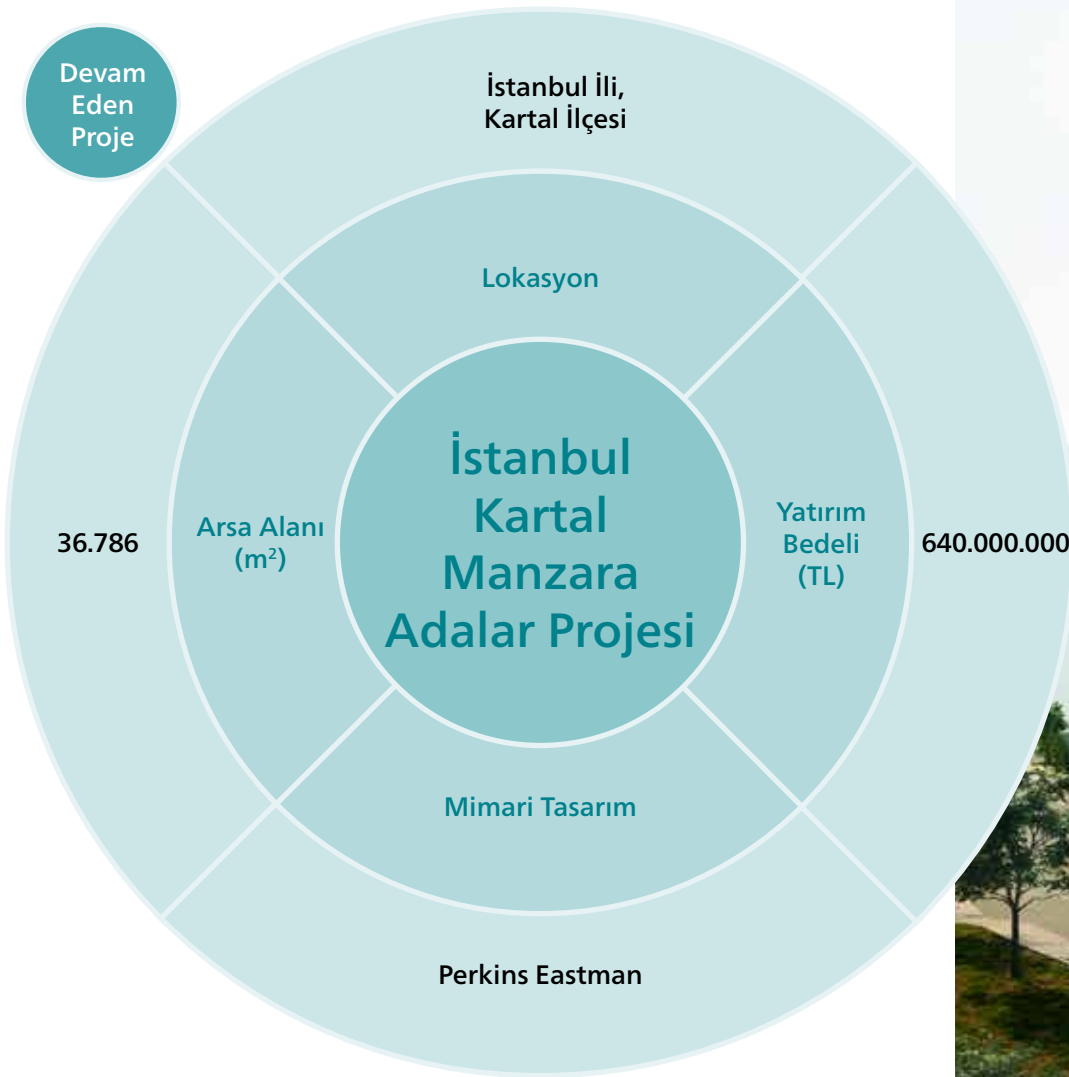 Devam
Eden
Proje
İstanbul İli,
Kartal İlçesi
Lokasyon
İstanbul
Kartal
Manzara
Adalar Projesi
36.786
Arsa Alanı
(m²)
Yatırım
Bedeli
(TL)
640.000.000
Mimari Tasarım
Perkins Eastman